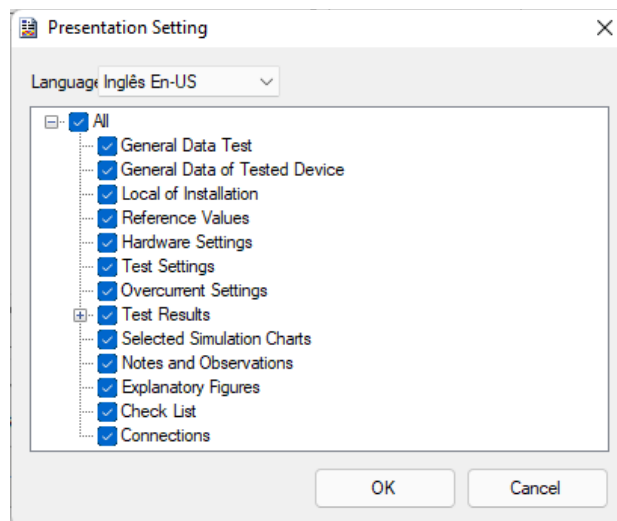 Presentation Setting
Language Inglês En-US
All
General Data Test
General Data of Tested Device
Local of Installation
Reference Values
Hardware Settings
Test Settings
Overcurrent Settings
Test Results
Selected Simulation Charts
Notes and Observations
Explanatory Figures
Check List
Connections
OK Cancel